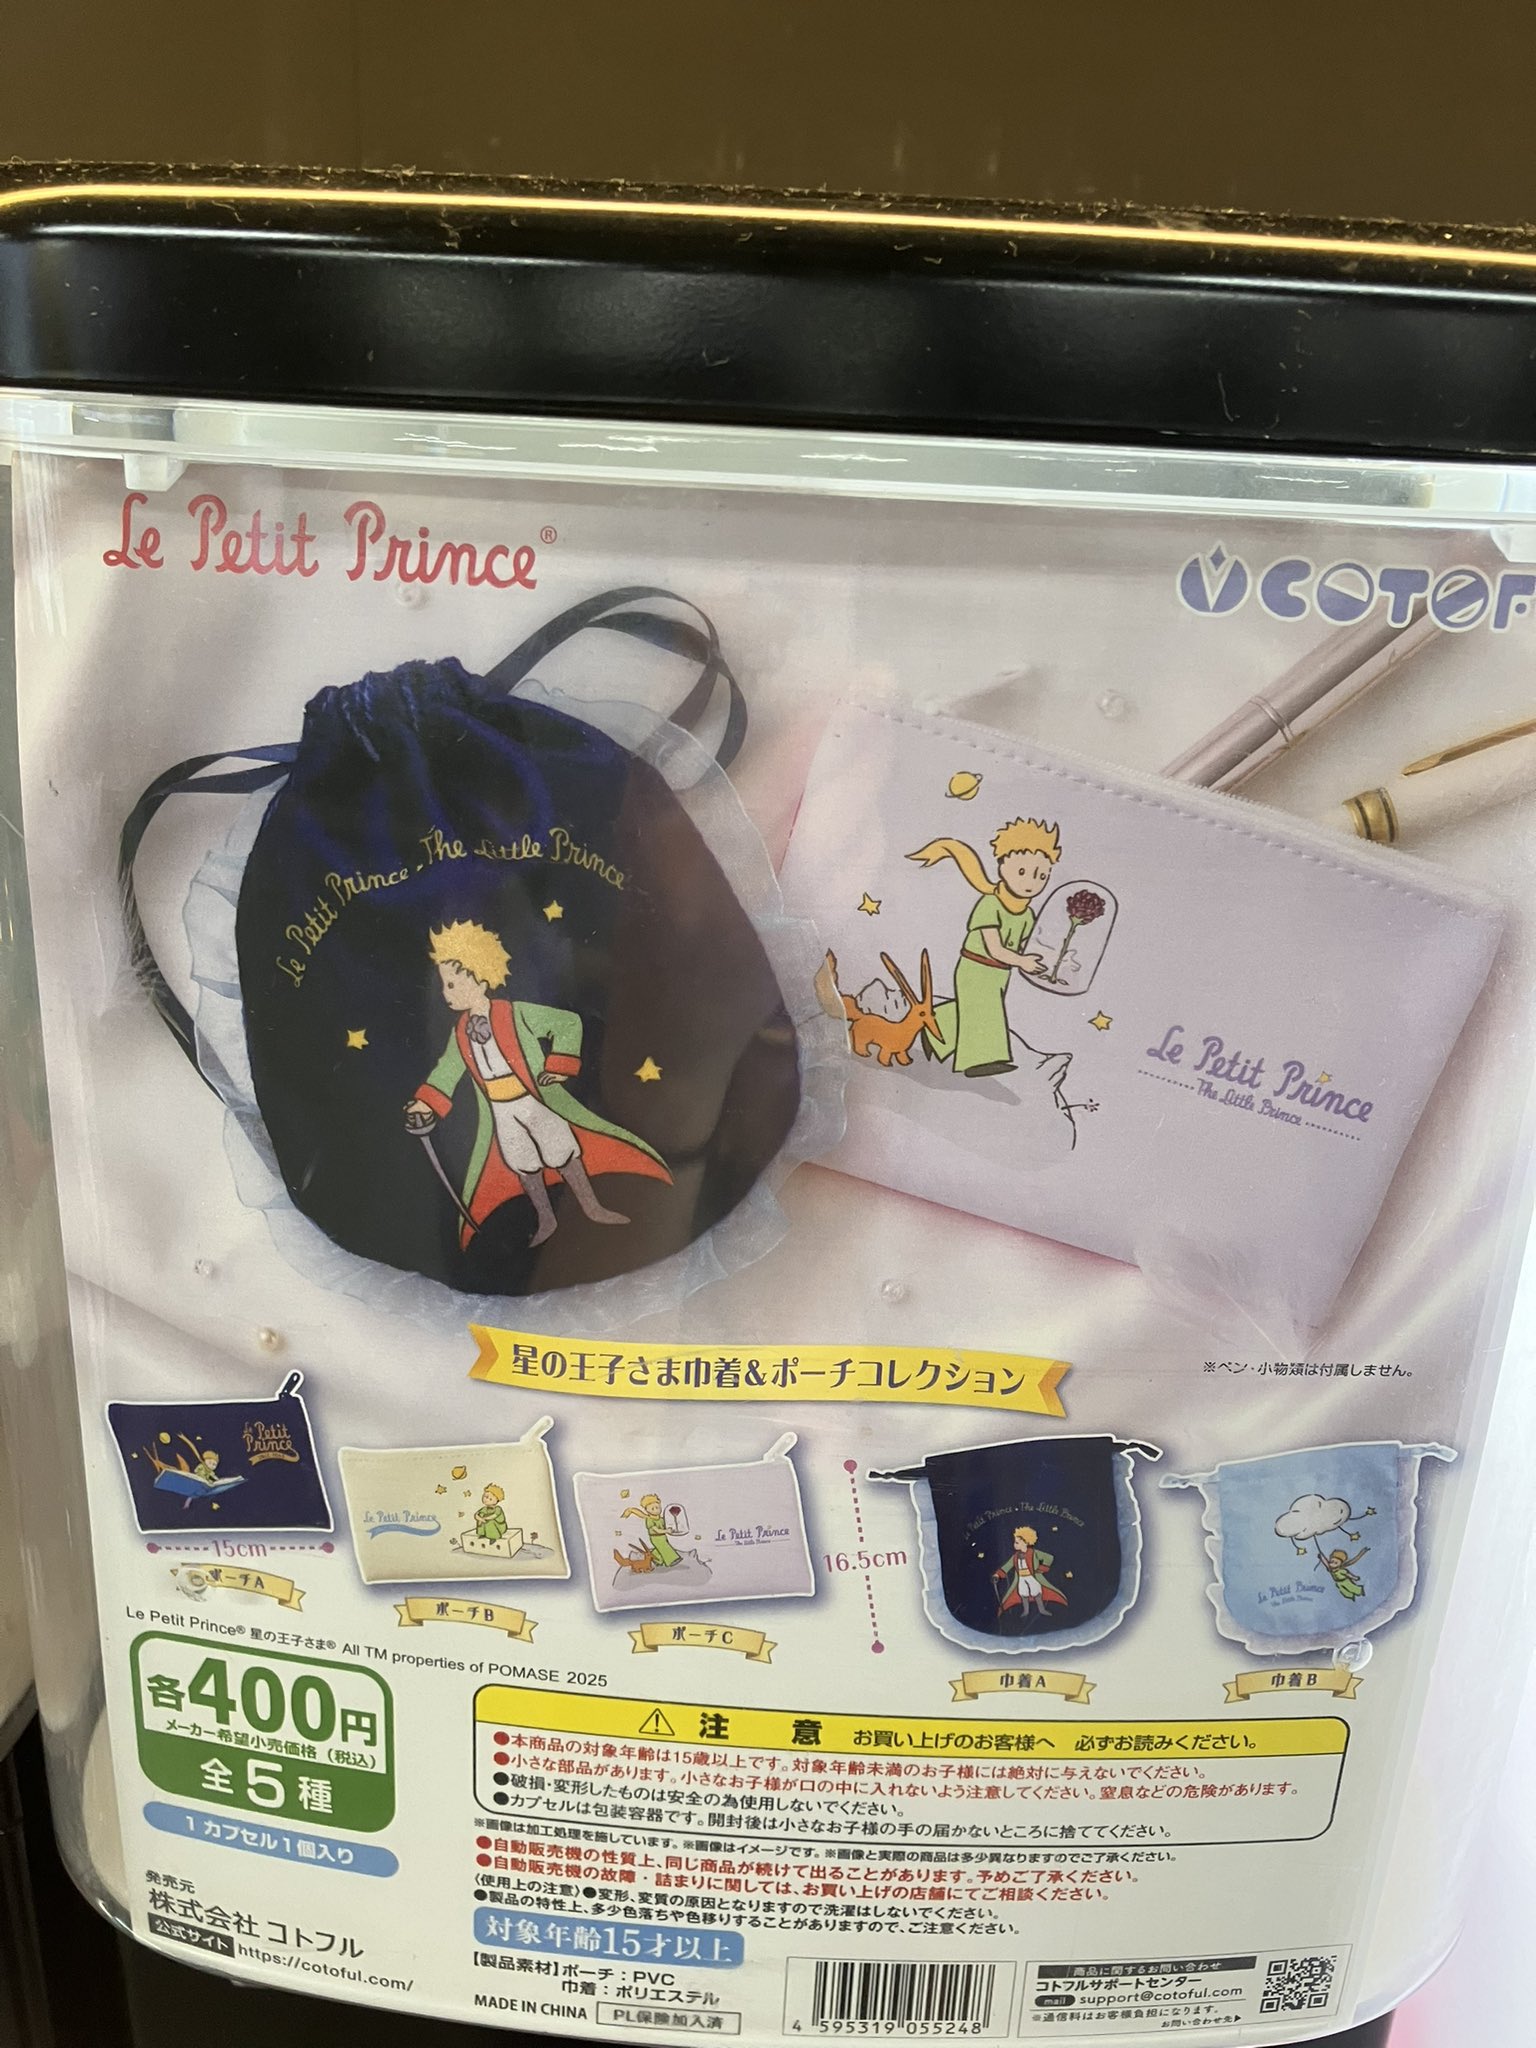 Le Petit Prince®
COTOF
Le Petit Prince・The Little Prince
Le Petit Prince
The Little Prince
星の王子さま巾着&ポーチコレクション
※ペン・小物類は付属しません。
Le Petit Prince
Le Petit Prince
Le Petit Prince
The Little Prince
Le Petit Prince・The Little Prince
Le Petit Prince
The Little Prince
15cm
16.5cm
ポーチA
ポーチB
ポーチC
巾着A
巾着B
Le Petit Prince® 星の王子さま® All TM properties of POMASE 2025
各400円
メーカー希望小売価格(税込)
全5種
1カプセル1個入り
発売元
株式会社 コトフル
公式サイト https://cotoful.com/
注意 お買い上げのお客様へ 必ずお読みください。
●本商品の対象年齢は15歳以上です。対象年齢未満のお子様には絶対に与えないでください。
●小さな部品があります。小さなお子様が口の中に入れないよう注意してください。窒息などの危険があります。
●破損・変形したものは安全の為使用しないでください。
●カプセルは包装容器です。開封後は小さなお子様の手の届かないところに捨ててください。
※画像は加工処理を施しています。※画像はイメージです。※画像と実際の商品は多少異なりますのでご了承ください。
●自動販売機の性質上、同じ商品が続けて出ることがあります。予めご了承ください。
●自動販売機の故障・詰まりに関しては、お買い上げの店舗にてご相談ください。
〈使用上の注意〉●変形、変質の原因となりますので洗濯はしないでください。
●製品の特性上、多少色落ちや色移りすることがありますので、ご注意ください。
対象年齢15才以上
【製品素材】ポーチ:PVC
巾着:ポリエステル
MADE IN CHINA PL保険加入済
4 595319 055248
商品に関するお問い合わせ
コトフルサポートセンター
mail support@cotoful.com
※通信料はお客様負担になります。
お問い合わせ先▶